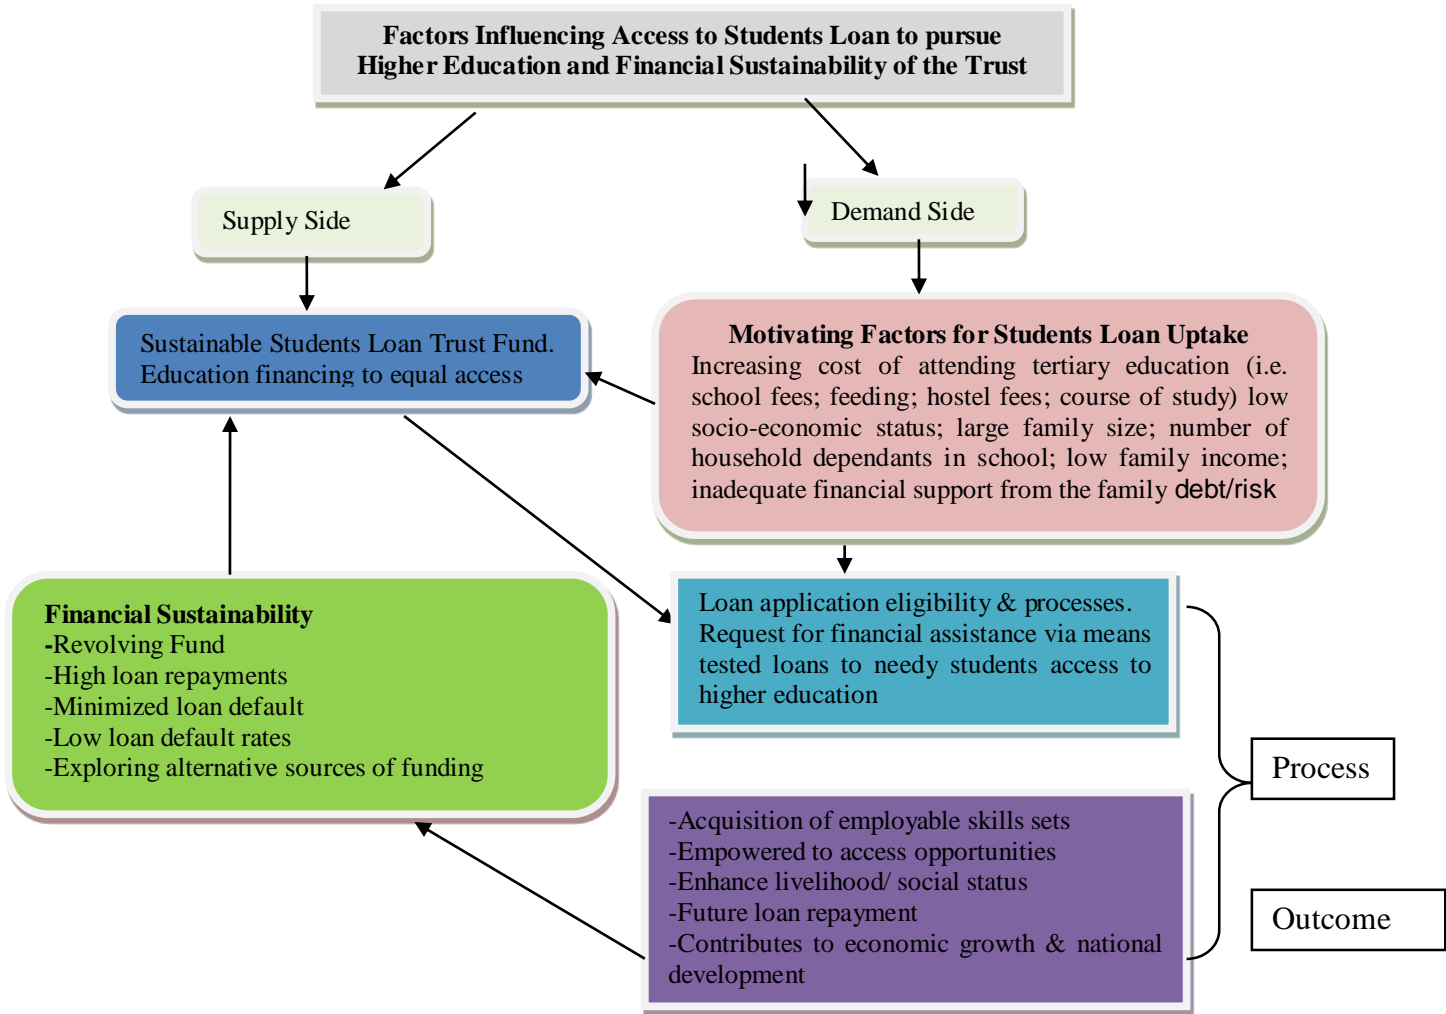 Factors Influencing Access to Students Loan to pursue
Higher Education and Financial Sustainability of the Trust
Supply Side
Demand Side
Sustainable Students Loan Trust Fund.
Education financing to equal access
Motivating Factors for Students Loan Uptake
Increasing cost of attending tertiary education (i.e.
school fees; feeding; hostel fees; course of study) low
socio-economic status; large family size; number of
household dependants in school; low family income;
inadequate financial support from the family debt/risk
Financial Sustainability
-Revolving Fund
-High loan repayments
-Minimized loan default
-Low loan default rates
-Exploring alternative sources of funding
Loan application eligibility & processes.
Request for financial assistance via means
tested loans to needy students access to
higher education
Process
-Acquisition of employable skills sets
-Empowered to access opportunities
-Enhance livelihood/ social status
-Future loan repayment
-Contributes to economic growth & national
development
Outcome